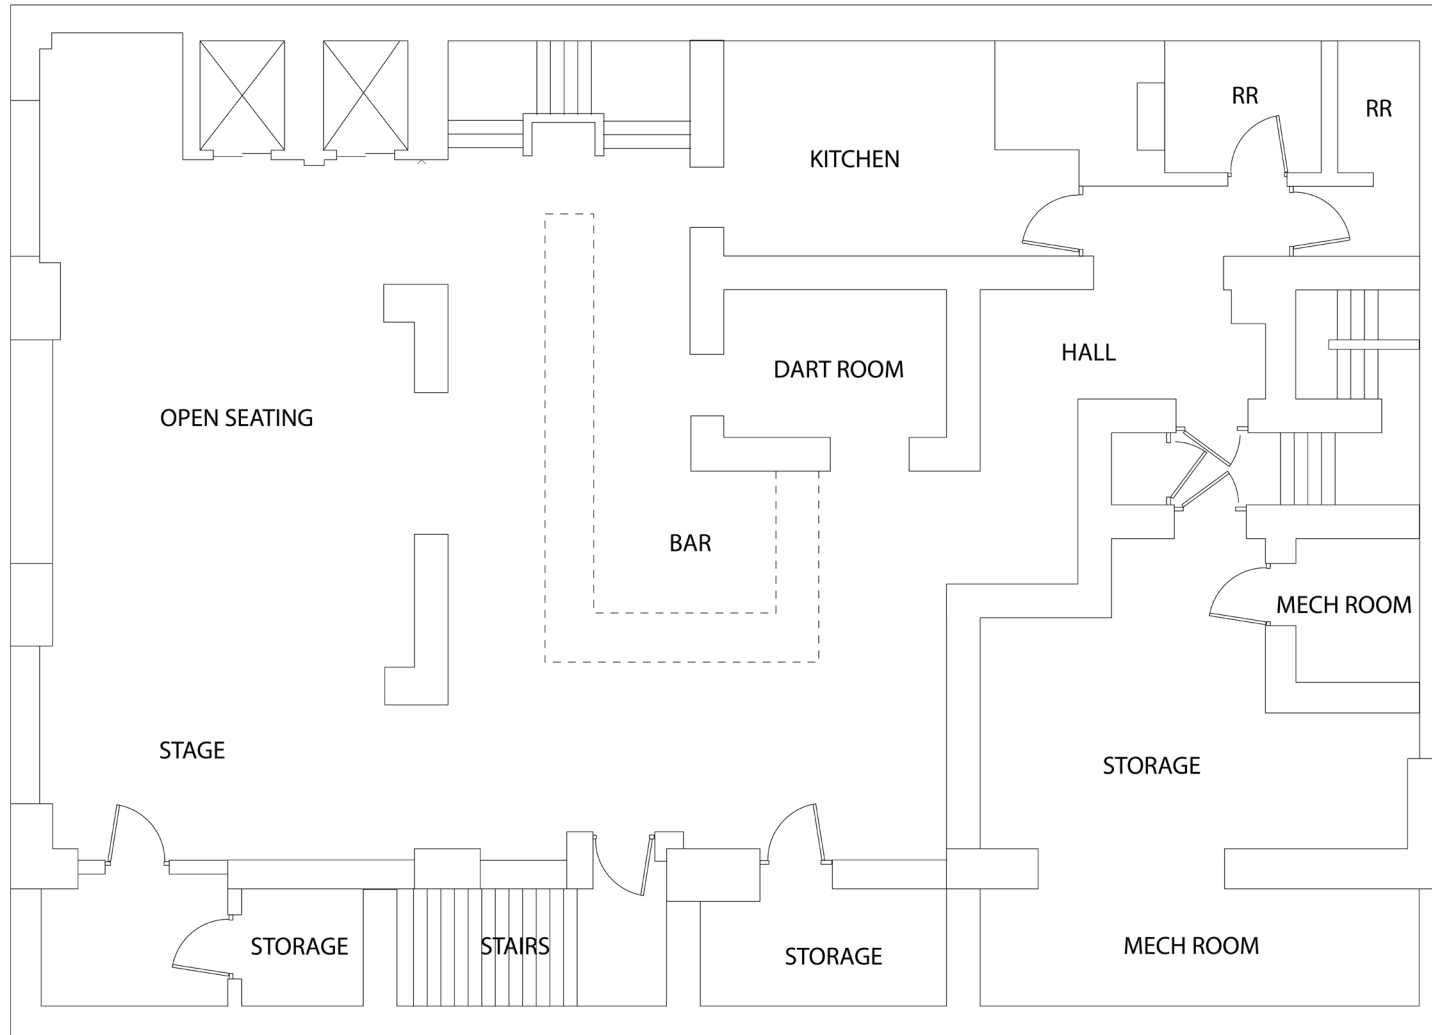 RR
RR
KITCHEN
HALL
DART ROOM
OPEN SEATING
BAR
MECH ROOM
STAGE
STORAGE
STORAGE
STAIRS
STORAGE
MECH ROOM